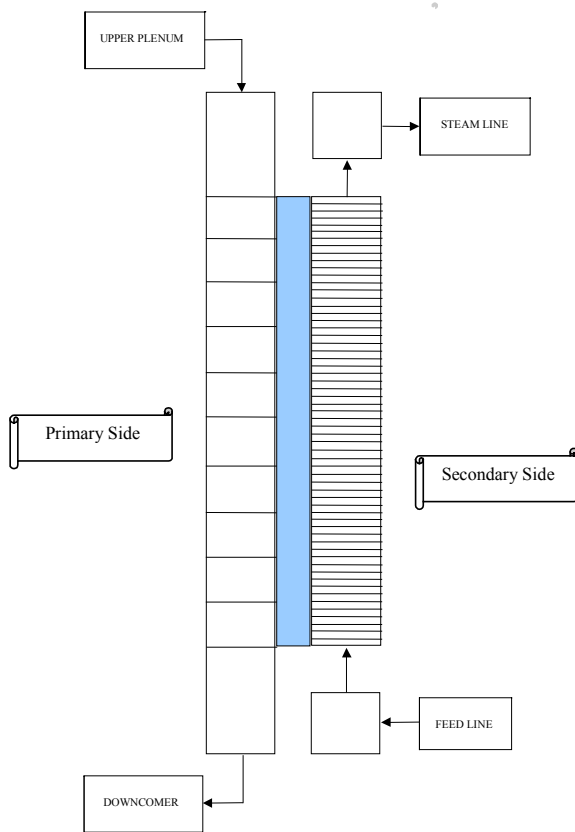 UPPER PLENUM
STEAM LINE
Primary Side
Secondary Side
FEED LINE
DOWNCOMER